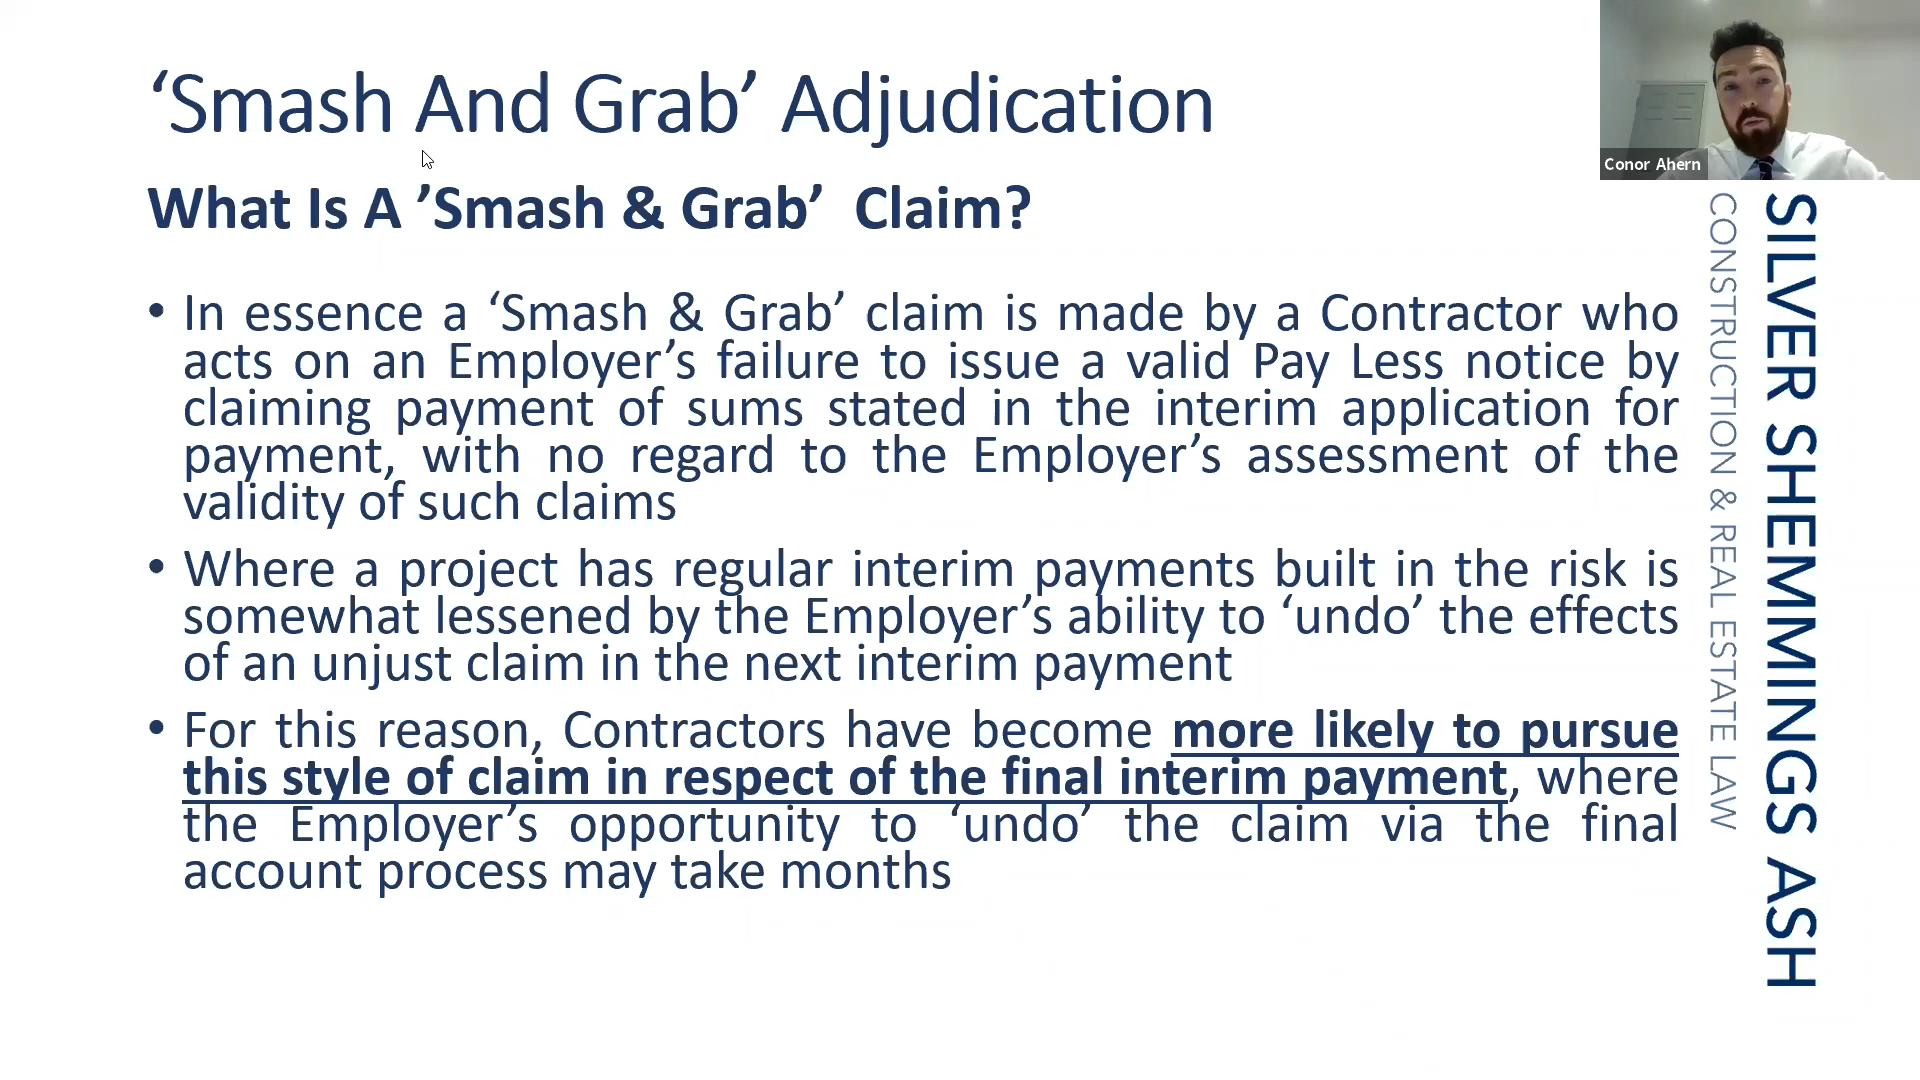 ‘Smash And Grab’ Adjudication
What Is A ’Smash & Grab’ Claim?
• In essence a ‘Smash & Grab’ claim is made by a Contractor who
acts on an Employer’s failure to issue a valid Pay Less notice by
claiming payment of sums stated in the interim application for
payment, with no regard to the Employer’s assessment of the
validity of such claims
• Where a project has regular interim payments built in the risk is
somewhat lessened by the Employer’s ability to ‘undo’ the effects
of an unjust claim in the next interim payment
• For this reason, Contractors have become more likely to pursue
this style of claim in respect of the final interim payment, where
the Employer’s opportunity to ‘undo’ the claim via the final
account process may take months
Conor Ahern
SILVER SHEMMINGS ASH
CONSTRUCTION & REAL ESTATE LAW